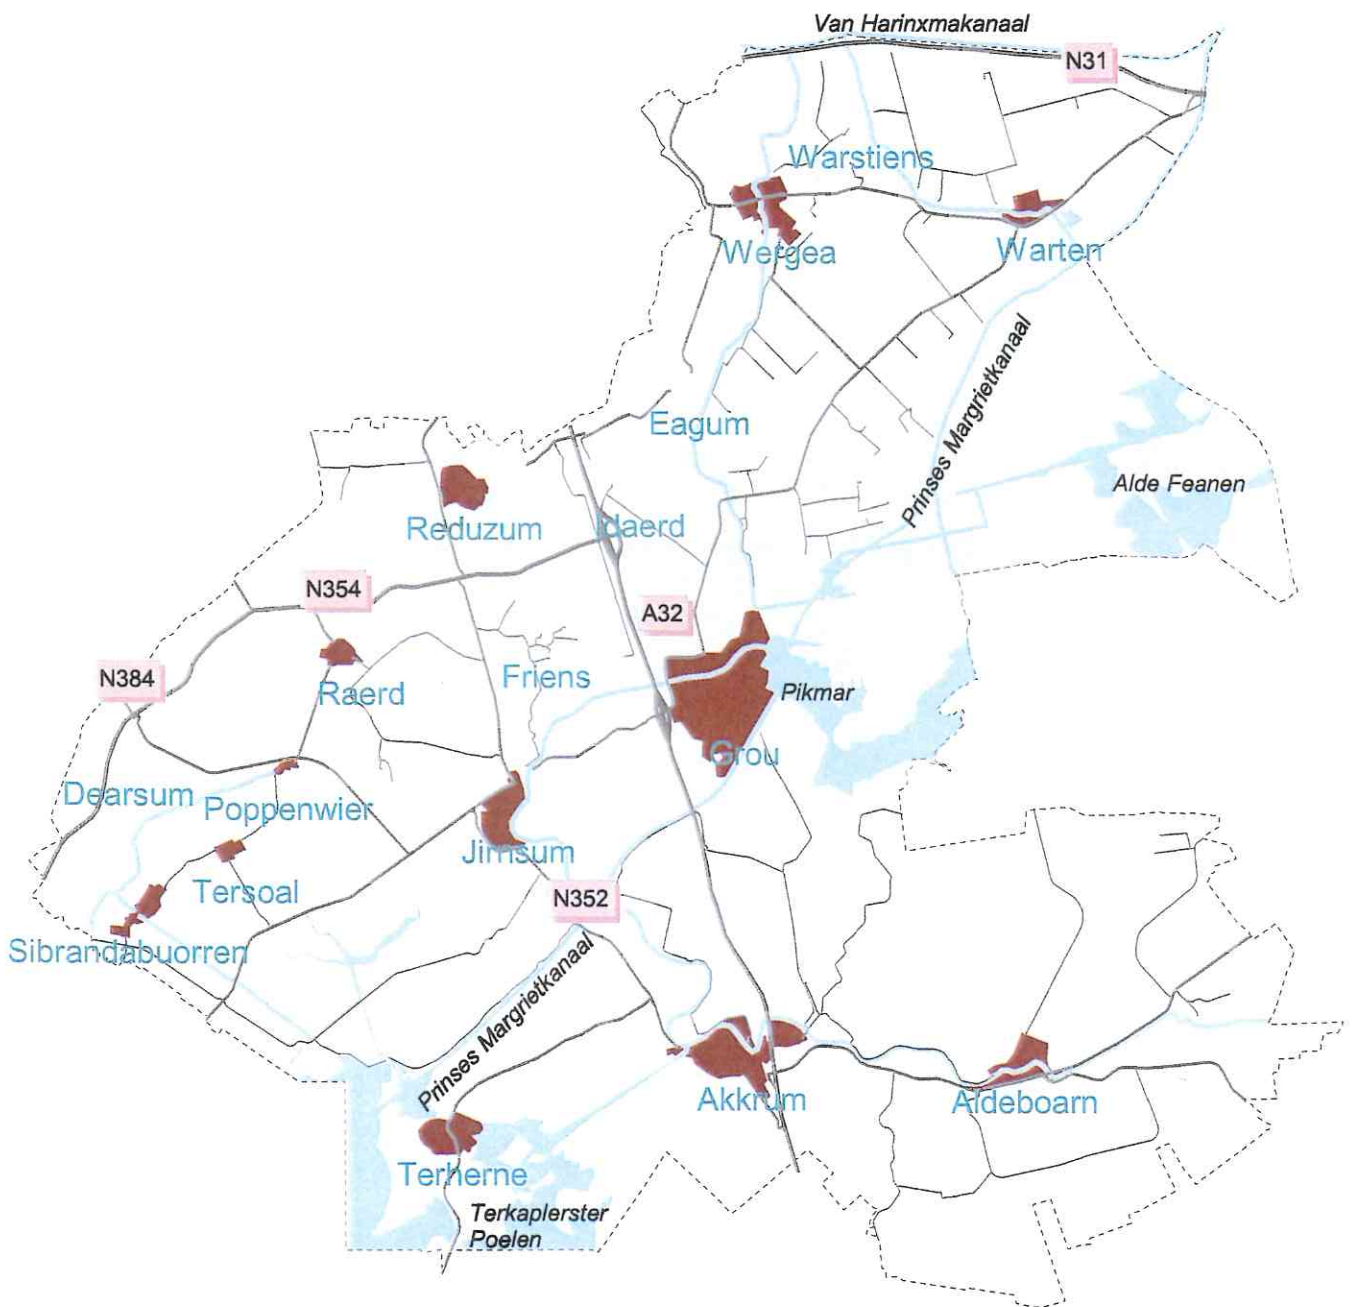 Van Harinxmakanaal
N31
Warstiens
Wergea
Warten
Prinses Margrietkanaal
Eagum
Alde Feanen
Reduzum
Idaerd
N354
A32
N384
Raerd
Friens
Pikmar
Grou
Dearsum
Poppenwier
Jirnsum
Tersoal
N352
Sibrandabuorren
Prinses Margrietkanaal
Akkrum
Aldeboarn
Terherne
Terkaplerster
Poelen